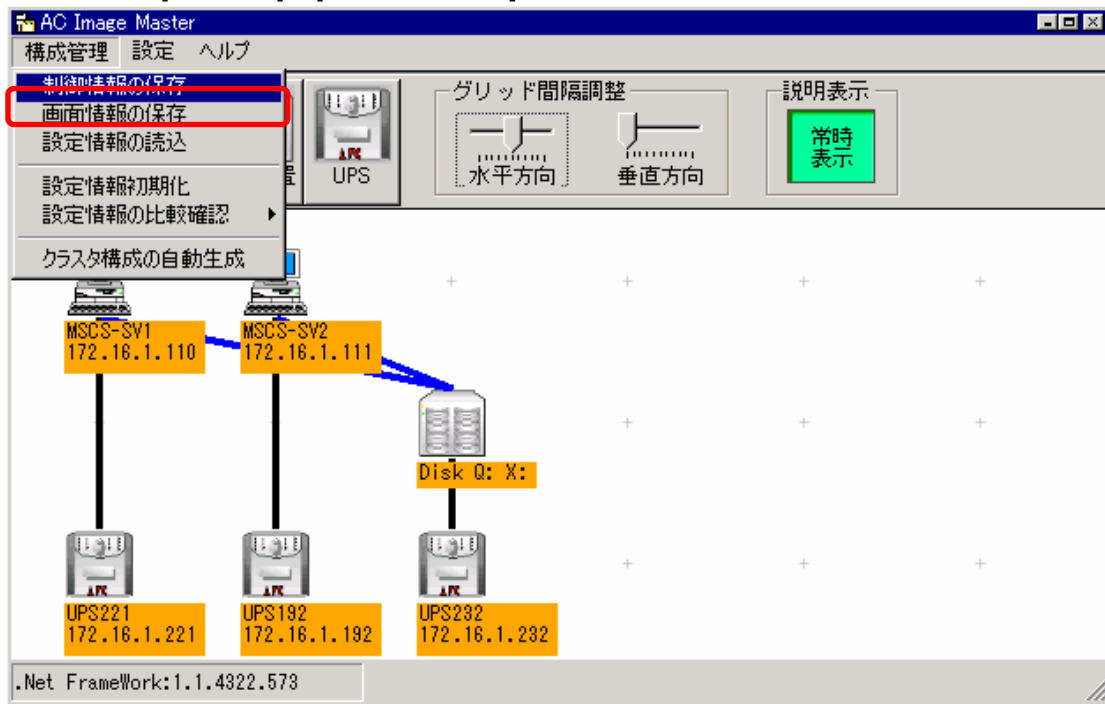 AC Image Master
構成管理 設定 ヘルプ
制御情報の保存
画面情報の保存
設定情報の読込
設定情報初期化
設定情報の比較確認
クラスタ構成の自動生成
UPS
グリッド間隔調整
水平方向 垂直方向
説明表示
常時
表示
MSCS-SV1
172.16.1.110
MSCS-SV2
172.16.1.111
Disk Q: X:
UPS221
172.16.1.221
UPS192
172.16.1.192
UPS232
172.16.1.232
.Net FrameWork:1.1.4322.573